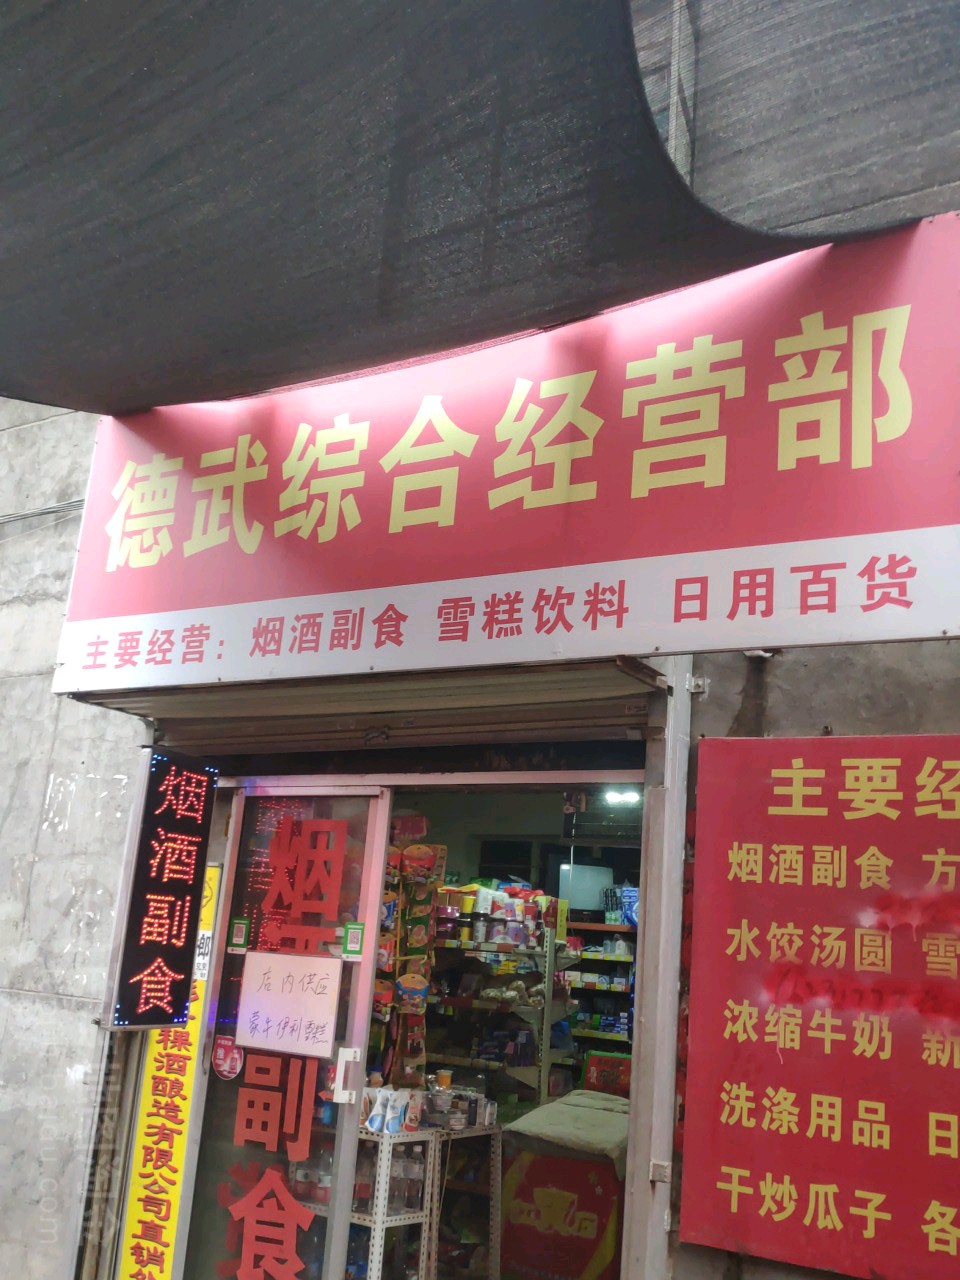 德武综合经营部
主要经营：烟酒副食 雪糕饮料 日用百货
烟酒副食
烟
副食
店内供应
蒙牛伊利雪糕
稞酒酿造有限公司直销
主要经
烟酒副食 方
水饺汤圆 雪
浓缩牛奶 新
洗涤用品 日
干炒瓜子 各